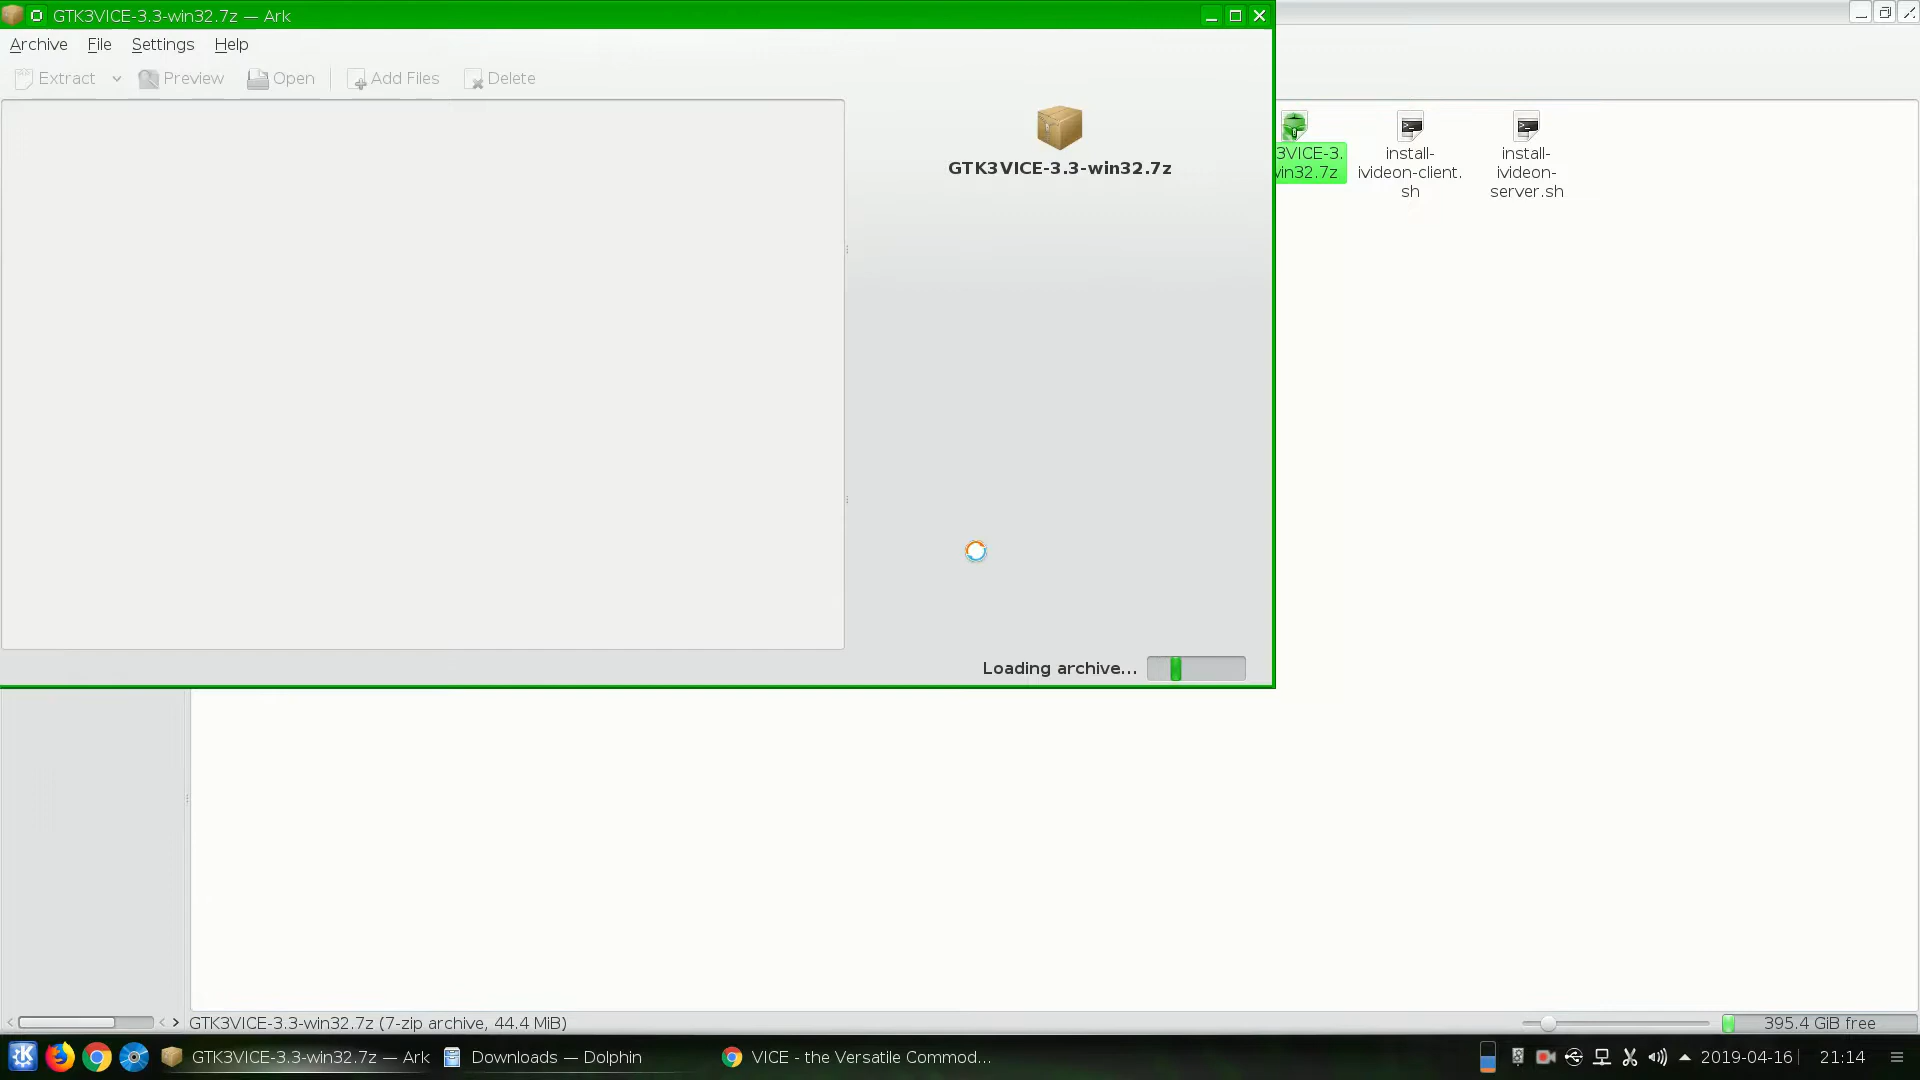 GTK3VICE-3.3-win32.7z — Ark
Archive File Settings Help
Extract Preview Open Add Files Delete
GTK3VICE-3.3-win32.7z
3VICE-3.
win32.7z
install-
ivideon-client.
sh
install-
ivideon-
server.sh
Loading archive...
GTK3VICE-3.3-win32.7z (7-zip archive, 44.4 MiB)
395.4 GiB free
GTK3VICE-3.3-win32.7z — Ark
Downloads — Dolphin
VICE - the Versatile Commod...
2019-04-16
21:14